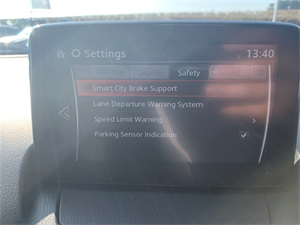 Settings 13:40
Safety
Smart City Brake Support
Lane Departure Warning System
Speed Limit Warning
Parking Sensor Indication